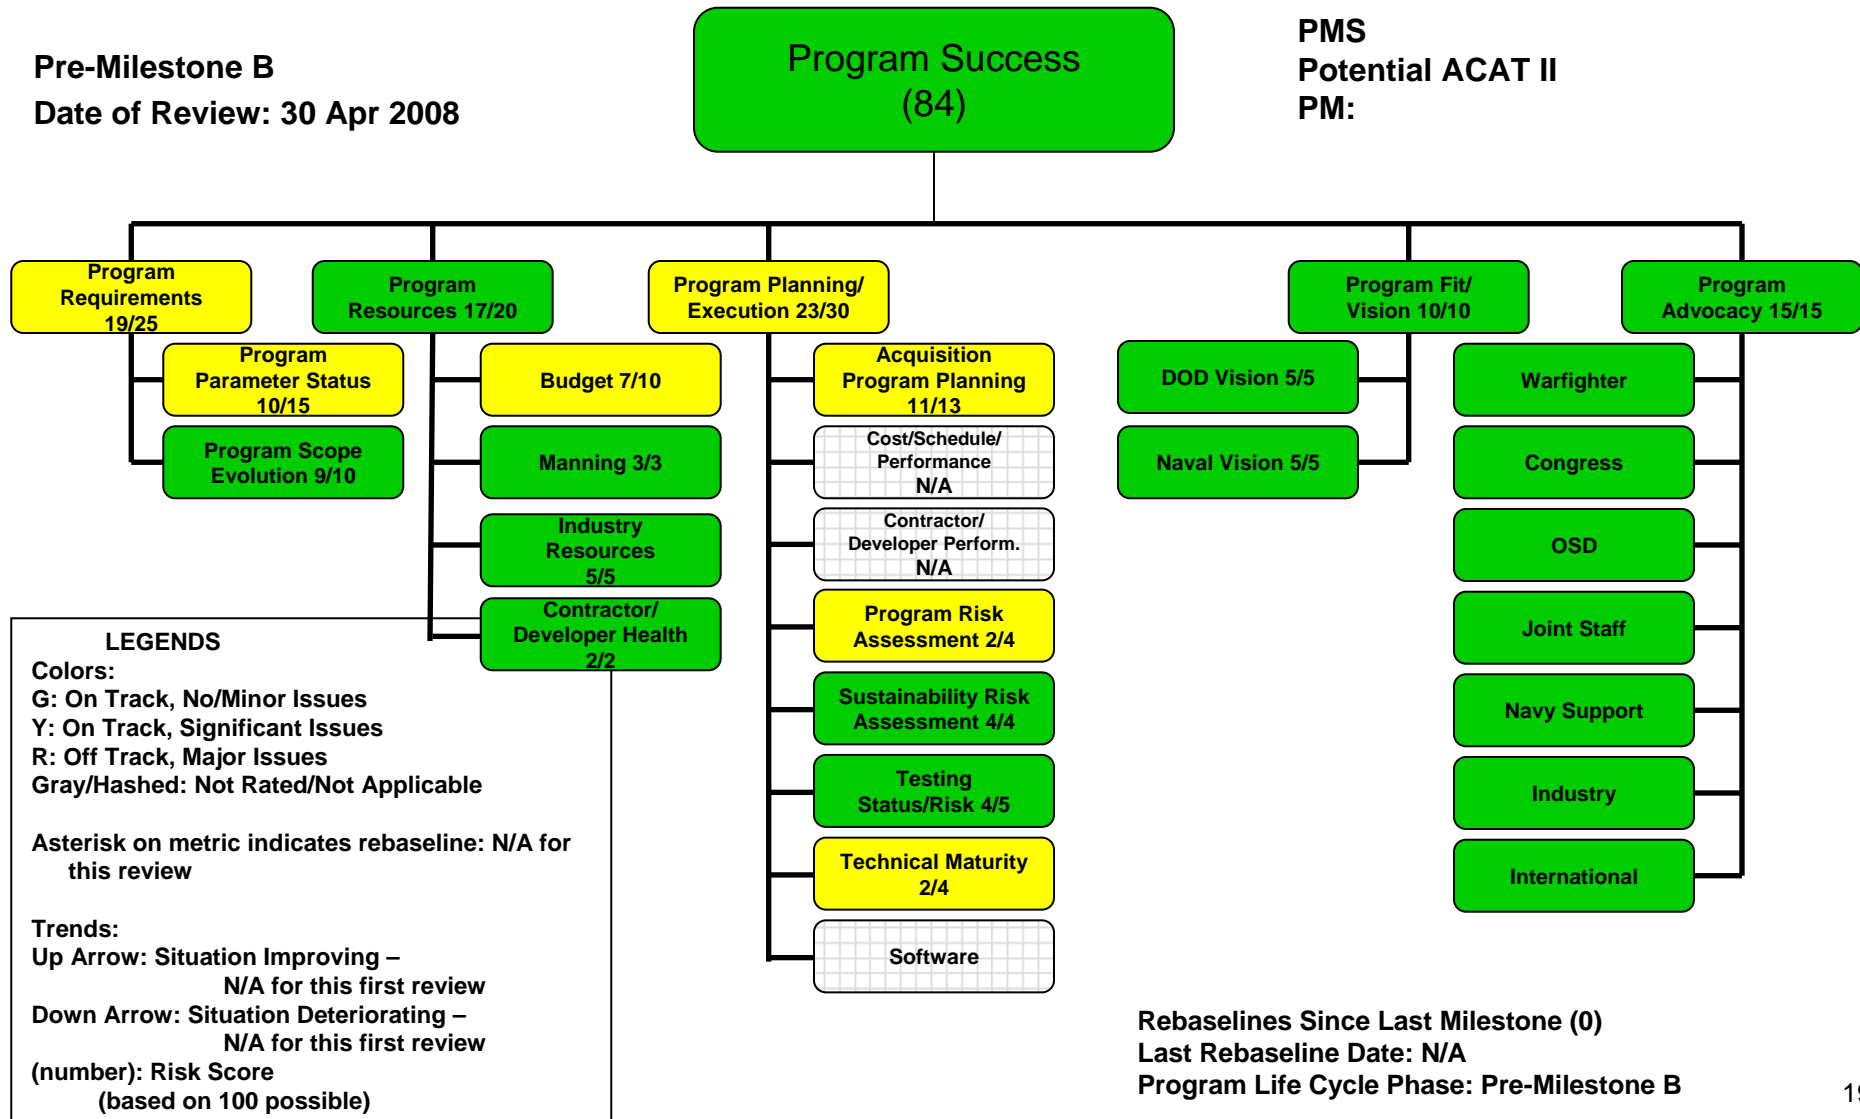 Pre-Milestone B
Date of Review: 30 Apr 2008
Program Success
(84)
PMS
Potential ACAT II
PM:
Program
Requirements
19/25
Program
Parameter Status
10/15
Program Scope
Evolution 9/10
Program
Resources 17/20
Budget 7/10
Manning 3/3
Industry
Resources
5/5
Contractor/
Developer Health
2/2
Program Planning/
Execution 23/30
Acquisition
Program Planning
11/13
Cost/Schedule/
Performance
N/A
Contractor/
Developer Perform.
N/A
Program Risk
Assessment 2/4
Sustainability Risk
Assessment 4/4
Testing
Status/Risk 4/5
Technical Maturity
2/4
Software
Program Fit/
Vision 10/10
DOD Vision 5/5
Naval Vision 5/5
Program
Advocacy 15/15
Warfighter
Congress
OSD
Joint Staff
Navy Support
Industry
International
LEGENDS
Colors:
G: On Track, No/Minor Issues
Y: On Track, Significant Issues
R: Off Track, Major Issues
Gray/Hashed: Not Rated/Not Applicable
Asterisk on metric indicates rebaseline: N/A for
this review
Trends:
Up Arrow: Situation Improving –
N/A for this first review
Down Arrow: Situation Deteriorating –
N/A for this first review
(number): Risk Score
(based on 100 possible)
Rebaselines Since Last Milestone (0)
Last Rebaseline Date: N/A
Program Life Cycle Phase: Pre-Milestone B
19